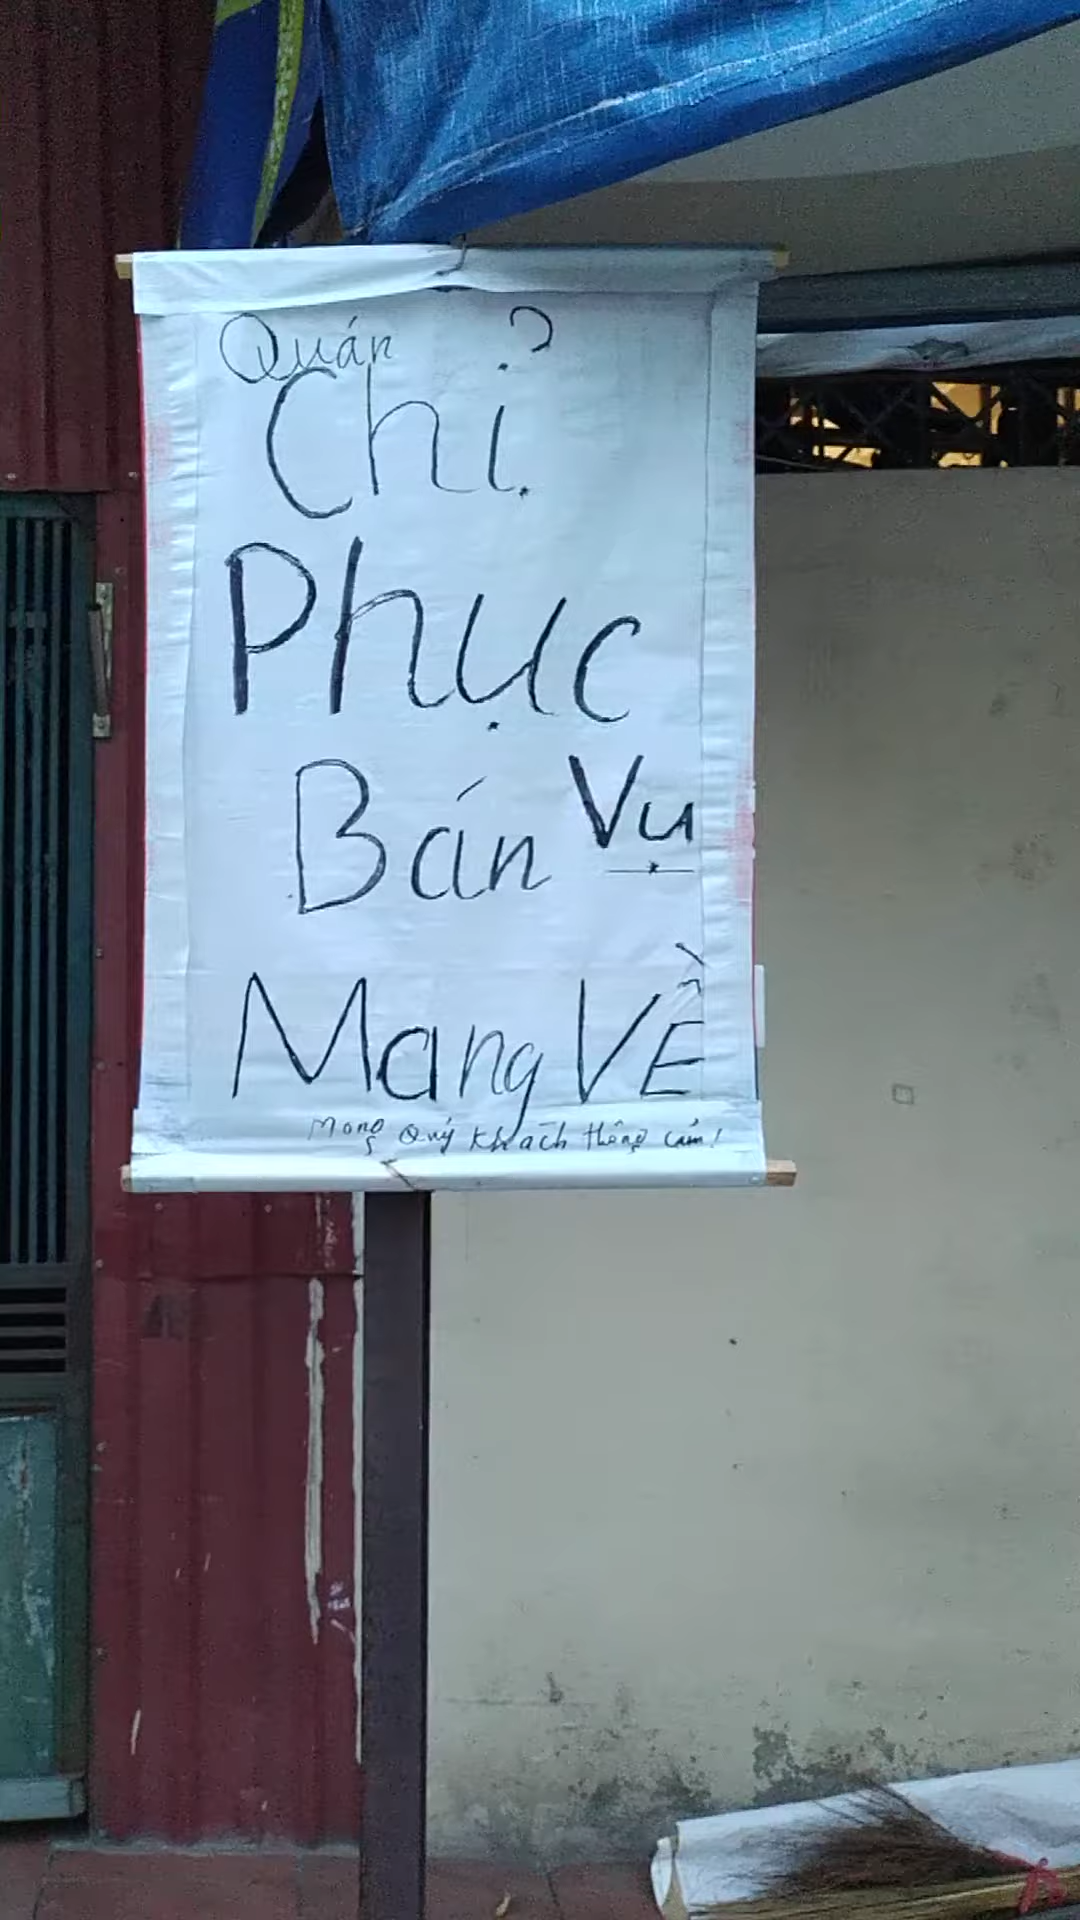 Quán
Chỉ
Phục
Bán Vụ
Mang VỀ
Mong Quý khách thông cảm!